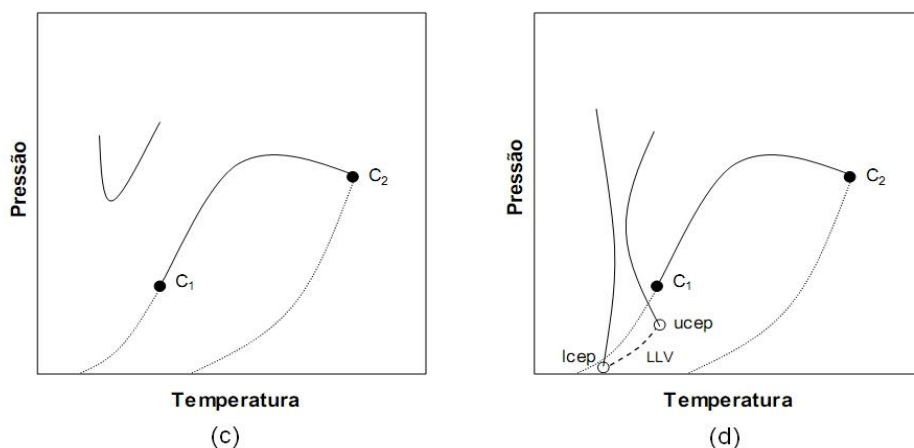 Pressão
C₂
C₁
Temperatura
(c)
Pressão
C₂
C₁
ucep
lcep
LLV
Temperatura
(d)